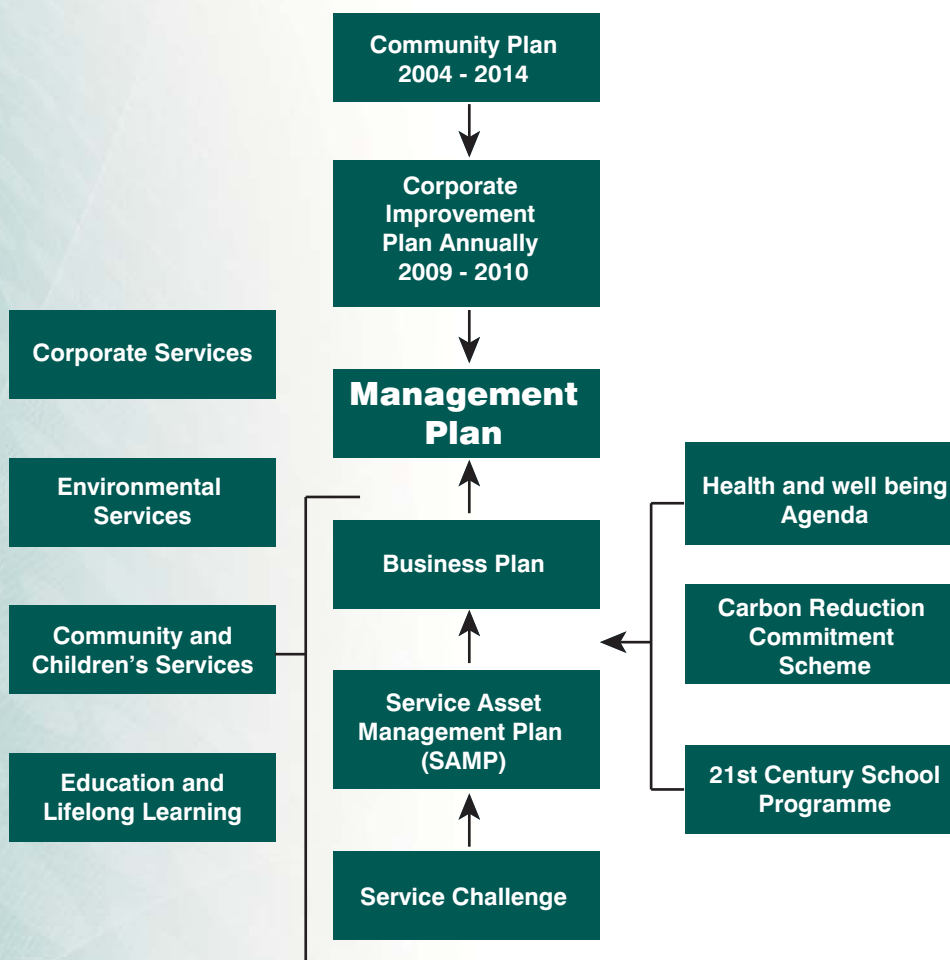 Community Plan
2004 - 2014
Corporate
Improvement
Plan Annually
2009 - 2010
Corporate Services
Management
Plan
Environmental
Services
Health and well being
Agenda
Business Plan
Community and
Children's Services
Carbon Reduction
Commitment
Scheme
Service Asset
Management Plan
(SAMP)
Education and
Lifelong Learning
21st Century School
Programme
Service Challenge